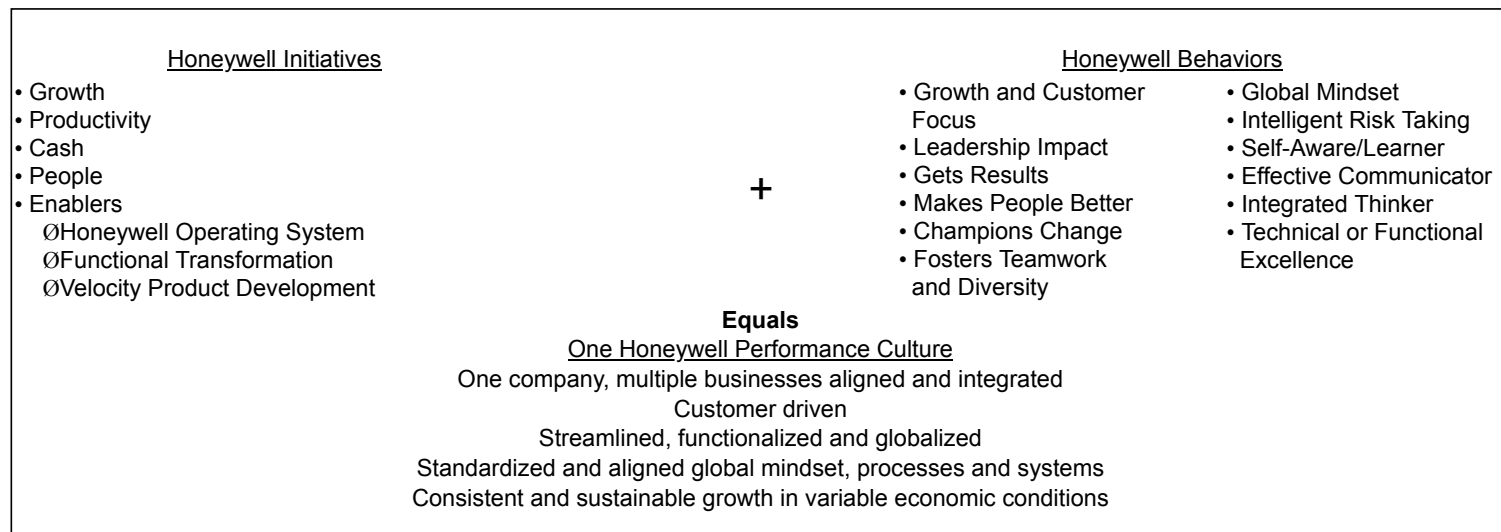 Honeywell Initiatives
• Growth
• Productivity
• Cash
• People
• Enablers
ØHoneywell Operating System
ØFunctional Transformation
ØVelocity Product Development
+
Honeywell Behaviors
• Growth and Customer
Focus
• Leadership Impact
• Gets Results
• Makes People Better
• Champions Change
• Fosters Teamwork
and Diversity
• Global Mindset
• Intelligent Risk Taking
• Self-Aware/Learner
• Effective Communicator
• Integrated Thinker
• Technical or Functional
Excellence
Equals
One Honeywell Performance Culture
One company, multiple businesses aligned and integrated
Customer driven
Streamlined, functionalized and globalized
Standardized and aligned global mindset, processes and systems
Consistent and sustainable growth in variable economic conditions